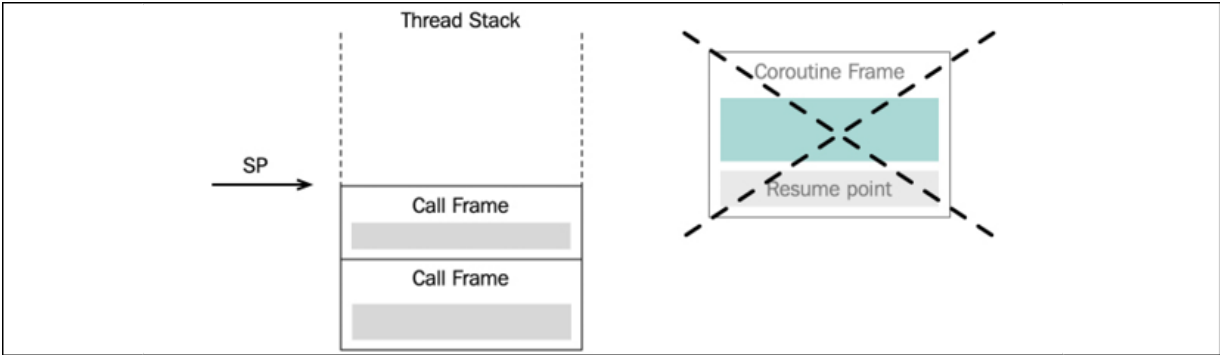 Thread Stack
Coroutine Frame
SP
Resume point
Call Frame
Call Frame